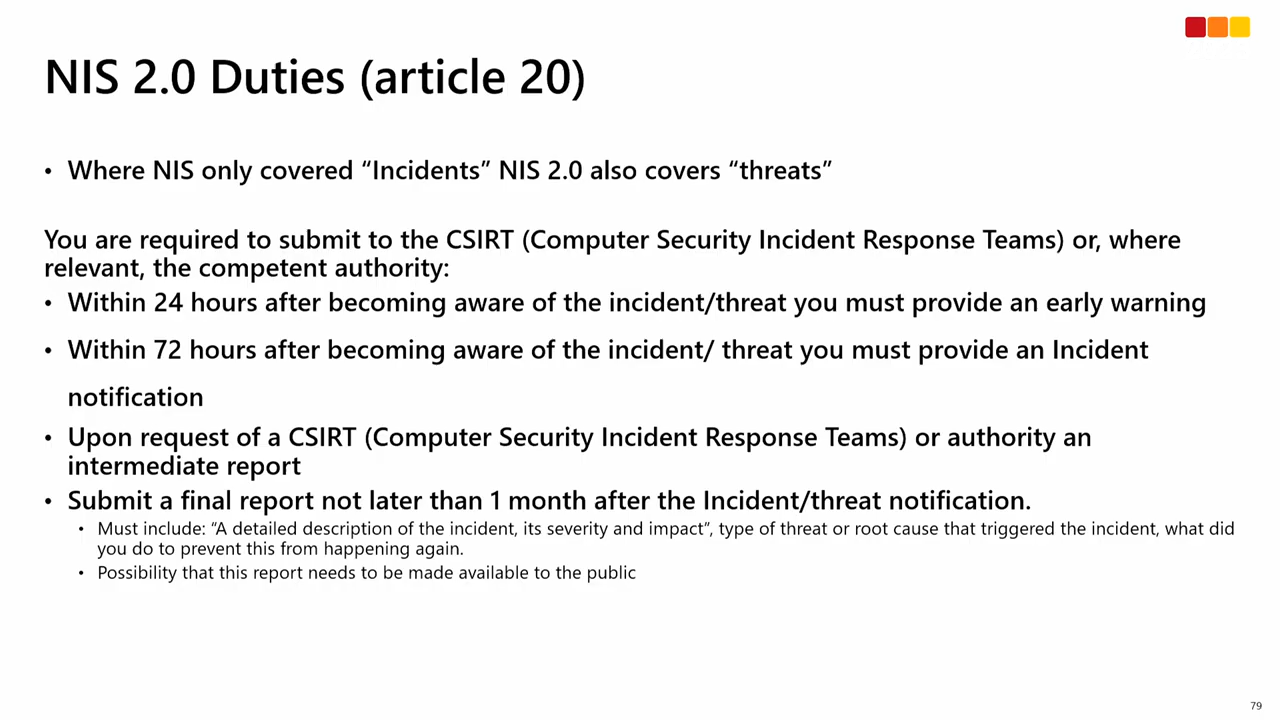 NIS 2.0 Duties (article 20)
• Where NIS only covered “Incidents” NIS 2.0 also covers “threats”
You are required to submit to the CSIRT (Computer Security Incident Response Teams) or, where
relevant, the competent authority:
• Within 24 hours after becoming aware of the incident/threat you must provide an early warning
• Within 72 hours after becoming aware of the incident/ threat you must provide an Incident
notification
• Upon request of a CSIRT (Computer Security Incident Response Teams) or authority an
intermediate report
• Submit a final report not later than 1 month after the Incident/threat notification.
• Must include: “A detailed description of the incident, its severity and impact”, type of threat or root cause that triggered the incident, what did
you do to prevent this from happening again.
• Possibility that this report needs to be made available to the public
79